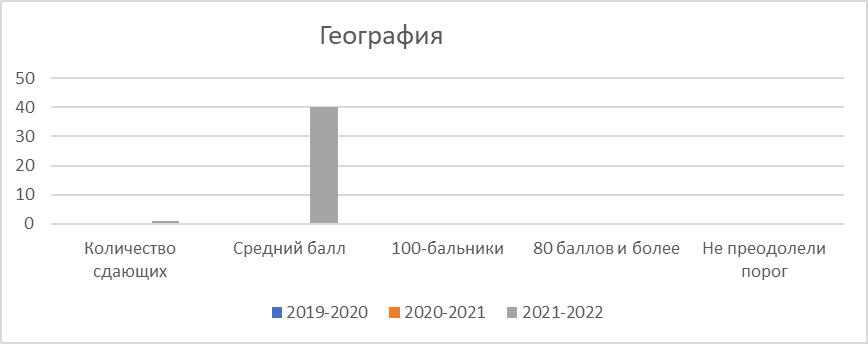 География
50
40
30
20
10
0
Количество
сдающих
Средний балл
100-бальники
80 баллов и более
Не преодолели
порог
2019-2020
2020-2021
2021-2022